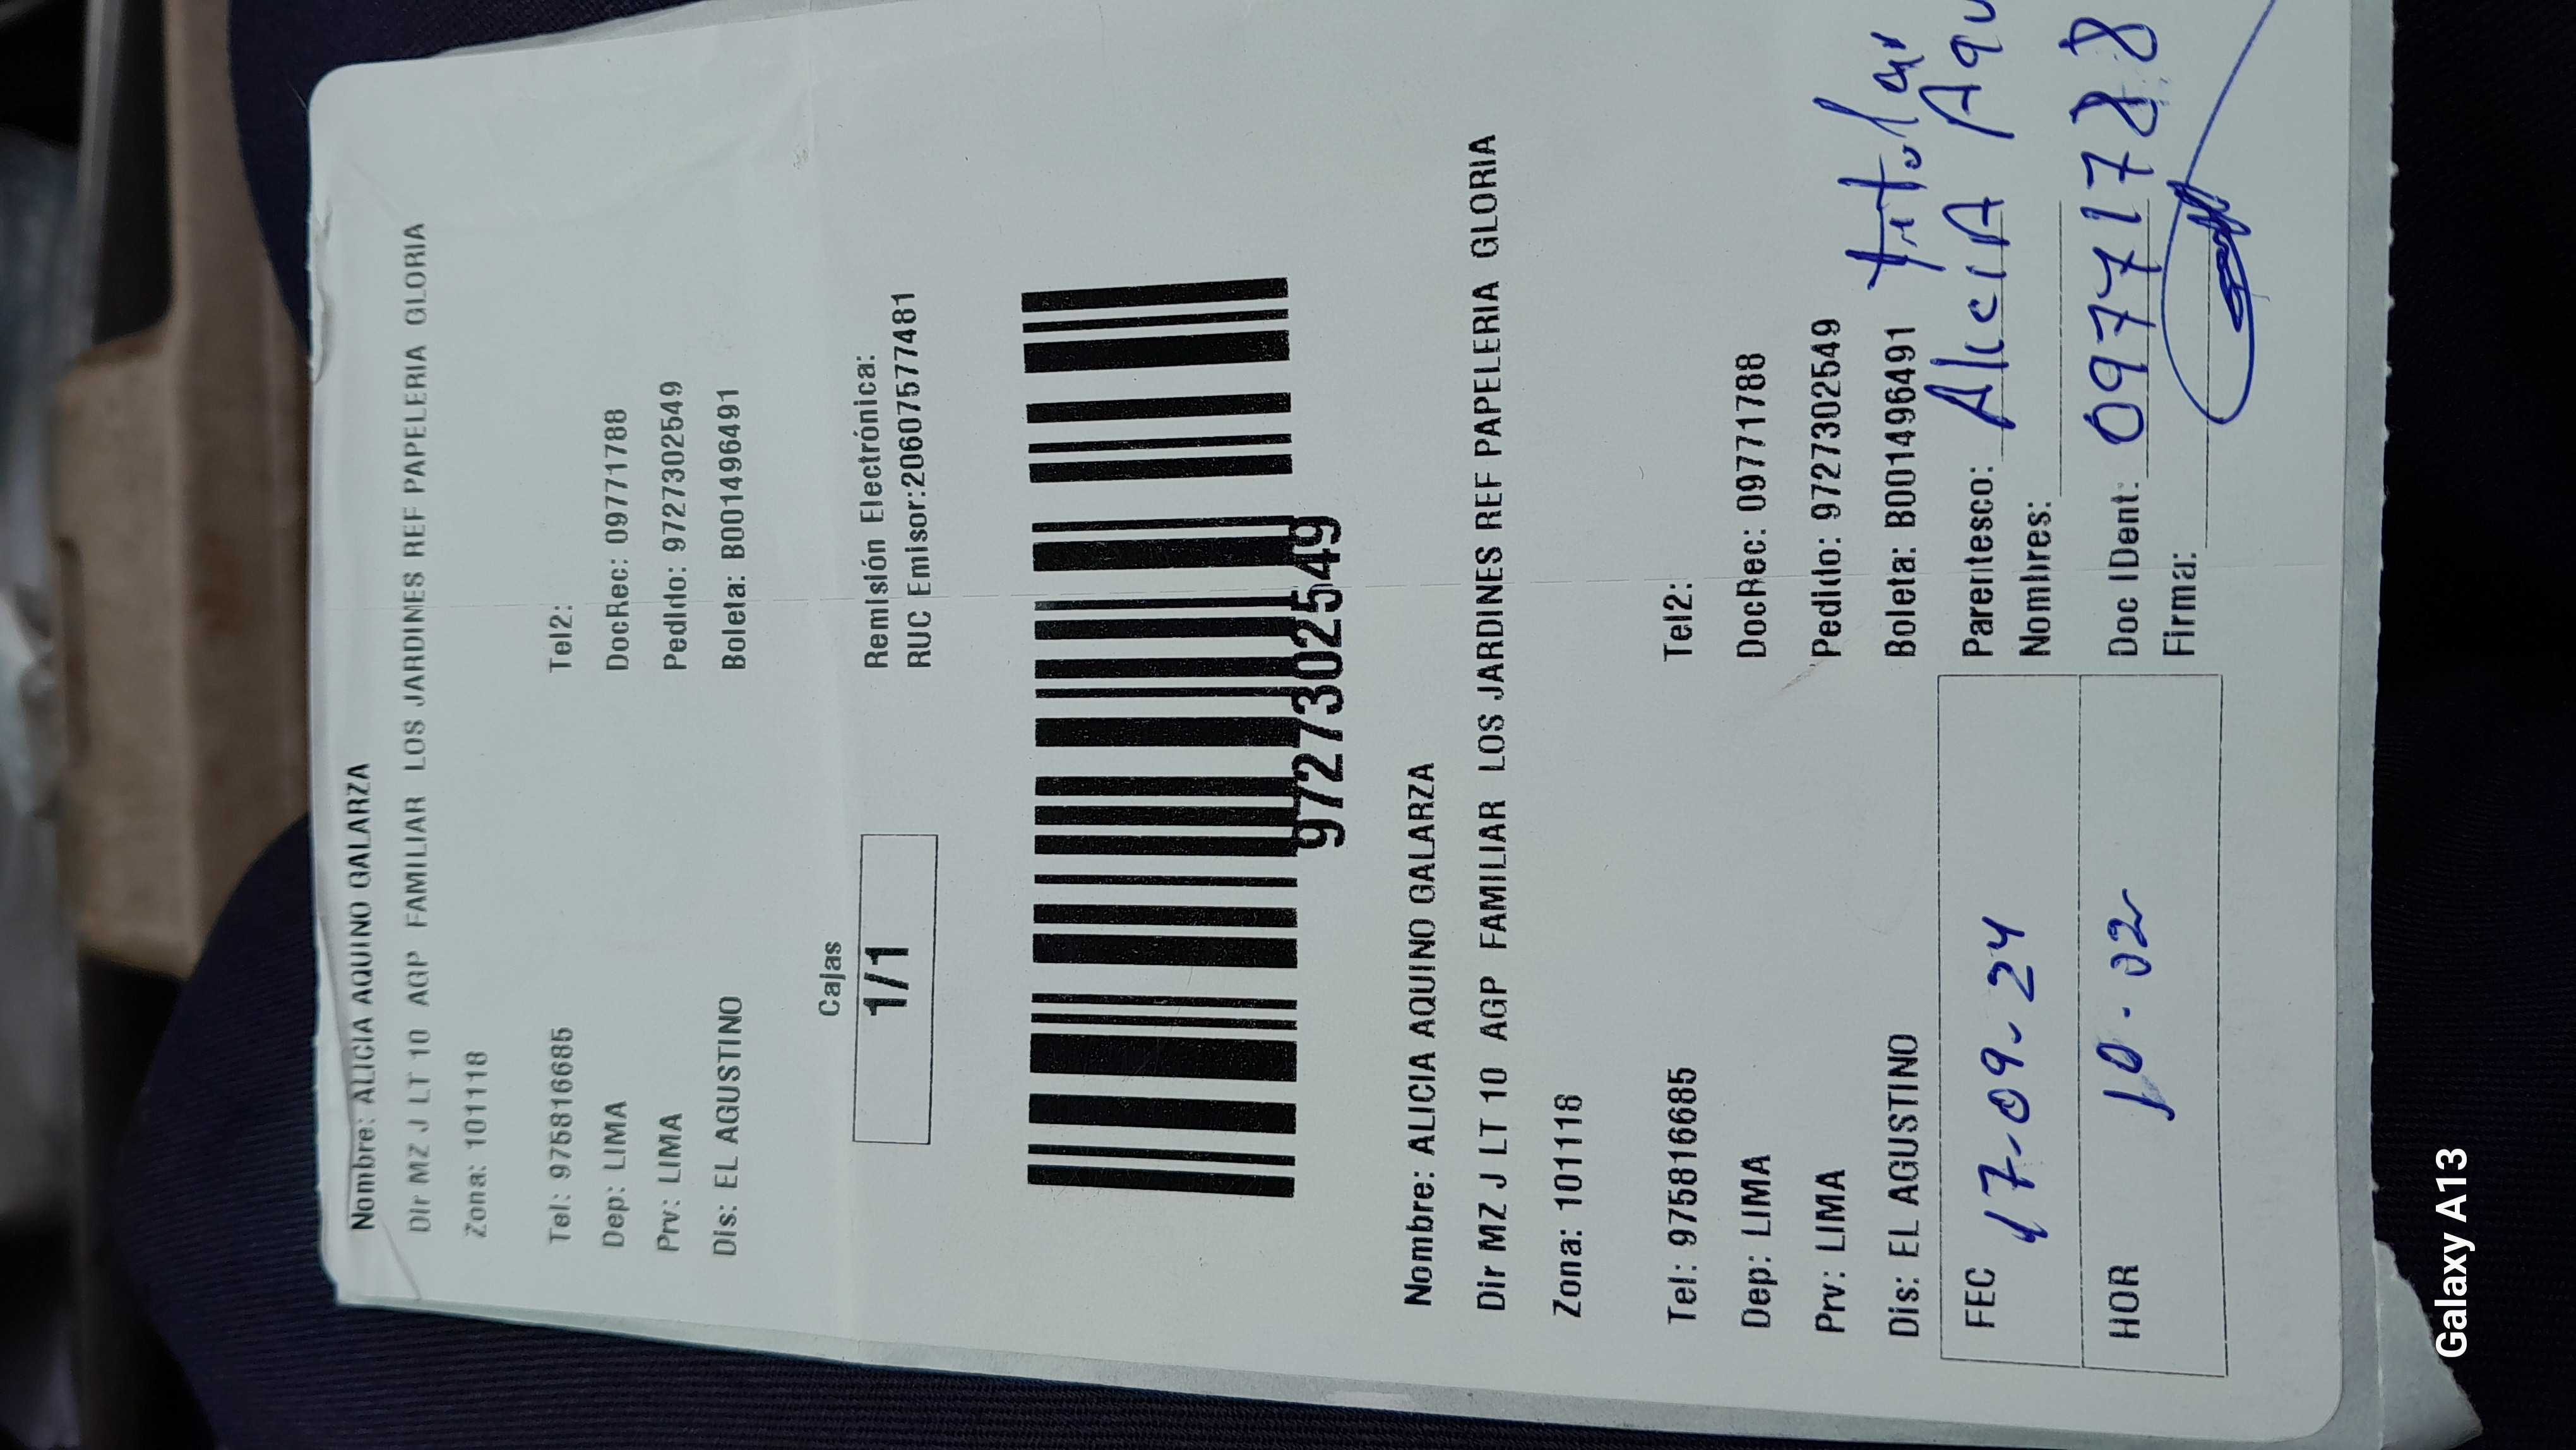 Nombre: ALICIA AQUINO GALARZA
Dir MZ J LT 10 AGP FAMILIAR LOS JARDINES REF PAPELERIA GLORIA
Zona: 101118
Tel: 975816685 Tel2:
Dep: LIMA DocRec: 09771788
Prv: LIMA Pedido: 972730254​9
Dis: EL AGUSTINO Boleta: B001496491
Cajas
1/1
Remisión Electrónica:
RUC Emisor:20607577481
9727302549
Nombre: ALICIA AQUINO GALARZA
Dir MZ J LT 10 AGP FAMILIAR LOS JARDINES REF PAPELERIA GLORIA
Zona: 101118
Tel: 975816685 Tel2:
Dep: LIMA DocRec: 09771788
Prv: LIMA Pedido: 9727302549
Dis: EL AGUSTINO Boleta: B001496491
FEC 17-09-24 Parentesco: titular
Nombres: AliciA Aqu
HOR 10.02 Doc IDent: 09771788
Firma:
Galaxy A13